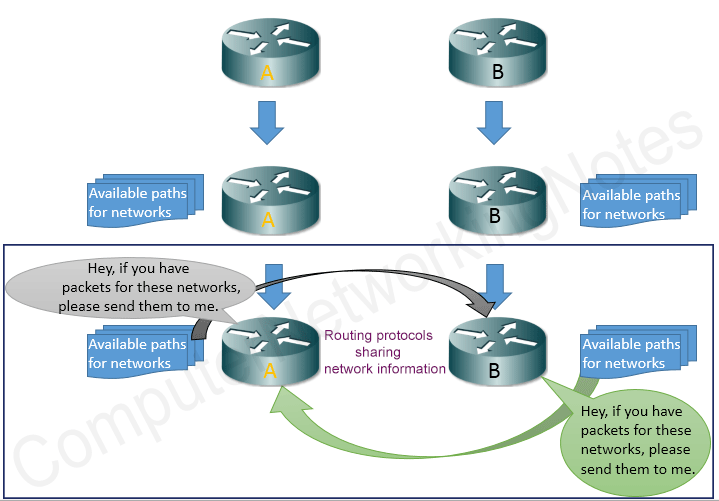 A
B
Available paths
for networks
A
B
Available paths
for networks
Hey, if you have
packets for these networks,
please send them to me.
Available paths
for networks
A
Routing protocols
sharing
network information
B
Available paths
for networks
Hey, if you have
packets for these
networks, please
send them to me.
ComputerNetworkingNotes